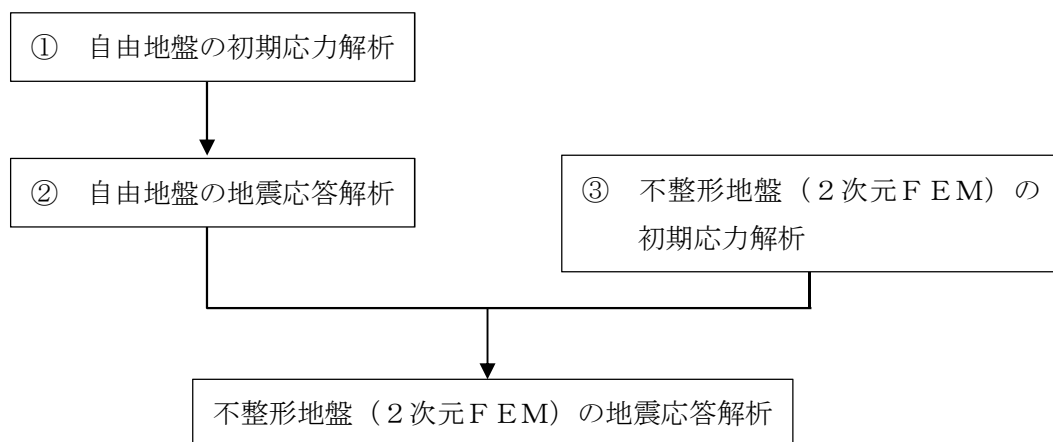 ① 自由地盤の初期応力解析
② 自由地盤の地震応答解析
③ 不整形地盤(2次元FEM)の
初期応力解析
不整形地盤(2次元FEM)の地震応答解析